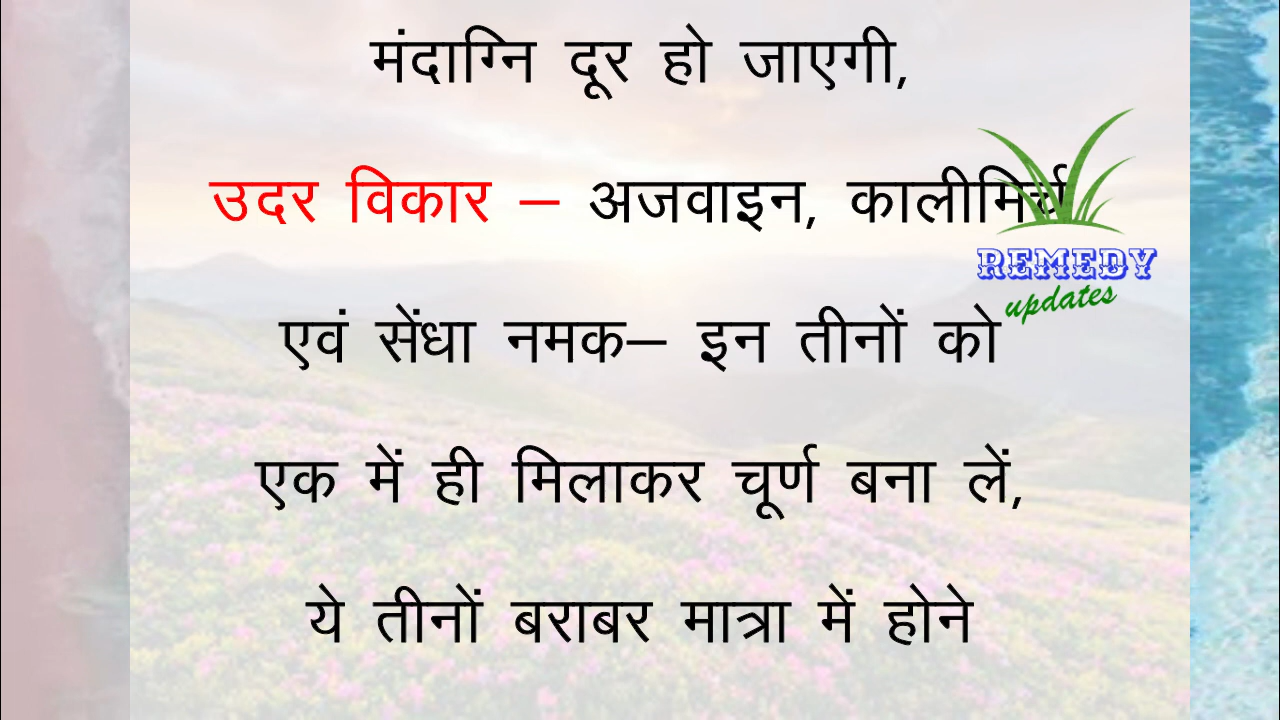 मंदाग्नि दूर हो जाएगी,
उदर विकार – अजवाइन, कालीमिर्च
एवं सेंधा नमक– इन तीनों को
एक में ही मिलाकर चूर्ण बना लें,
ये तीनों बराबर मात्रा में होने
REMEDY
updates